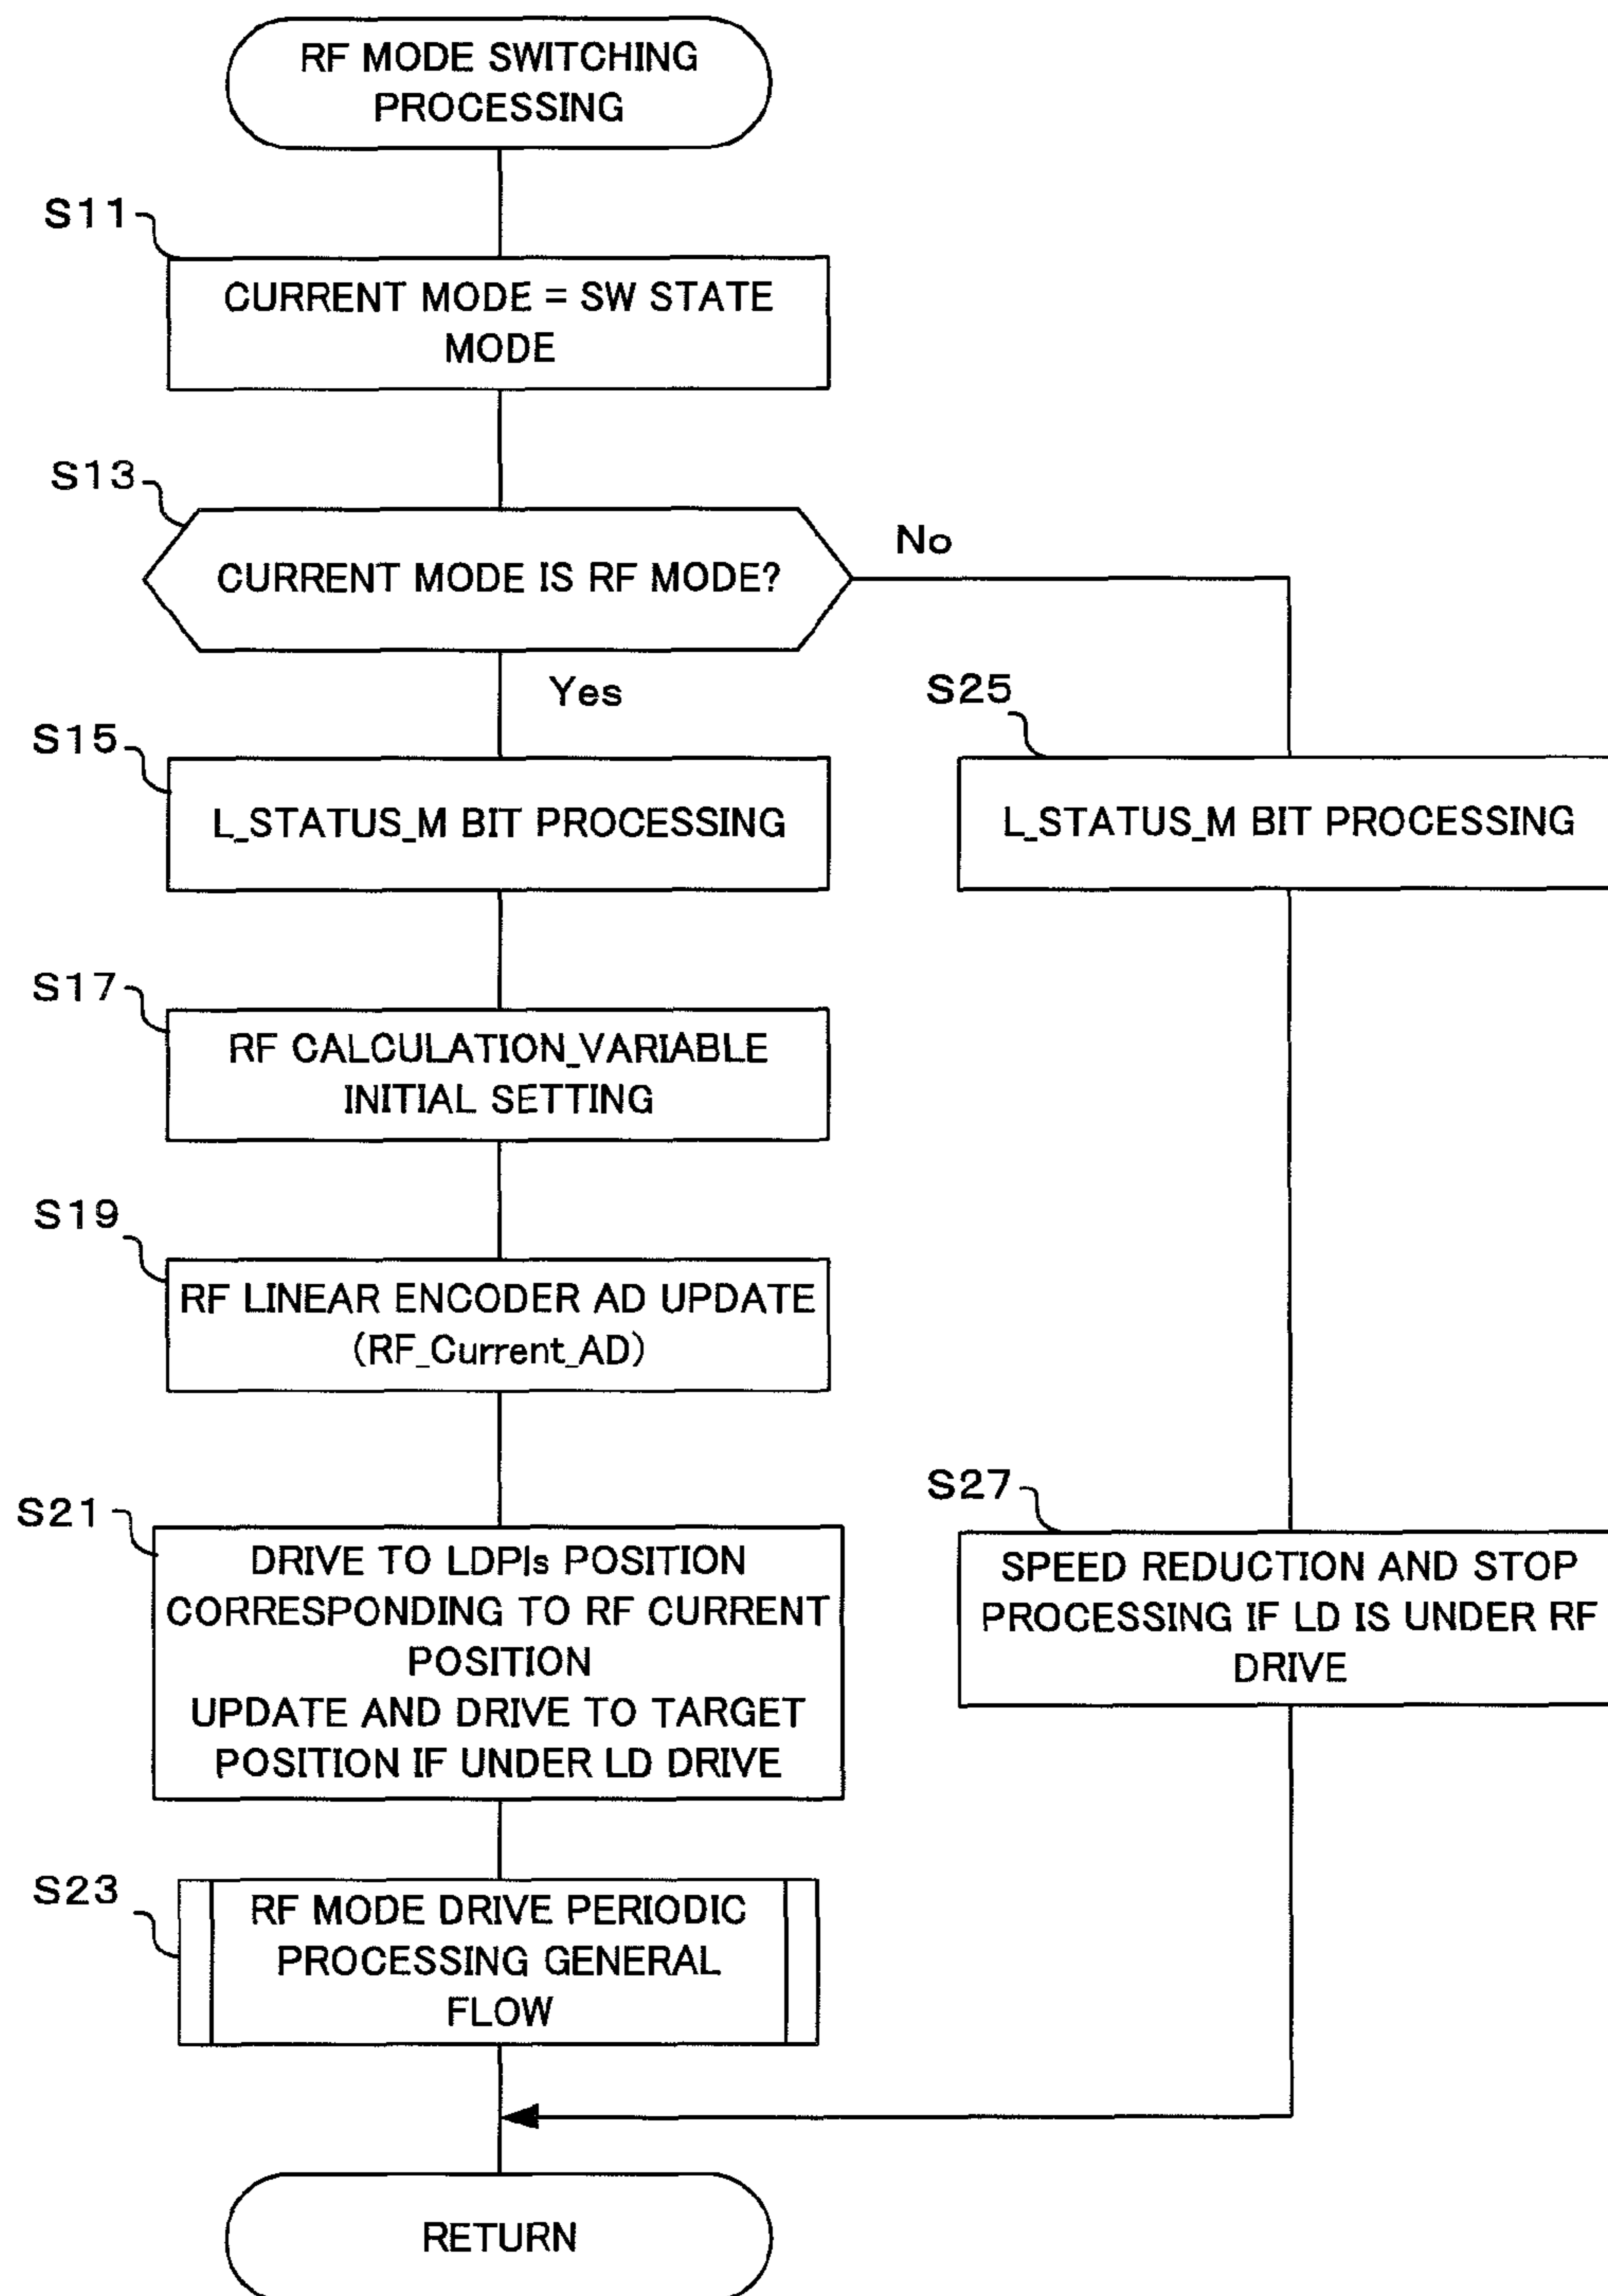 RF MODE SWITCHING
PROCESSING
S11
CURRENT MODE = SW STATE
MODE
S13
CURRENT MODE IS RF MODE?
No
Yes
S15
L_STATUS_M BIT PROCESSING
S25
L_STATUS_M BIT PROCESSING
S17
RF CALCULATION_VARIABLE
INITIAL SETTING
S19
RF LINEAR ENCODER AD UPDATE
(RF_Current_AD)
S21
DRIVE TO LDPIs POSITION
CORRESPONDING TO RF CURRENT
POSITION
UPDATE AND DRIVE TO TARGET
POSITION IF UNDER LD DRIVE
S27
SPEED REDUCTION AND STOP
PROCESSING IF LD IS UNDER RF
DRIVE
S23
RF MODE DRIVE PERIODIC
PROCESSING GENERAL
FLOW
RETURN